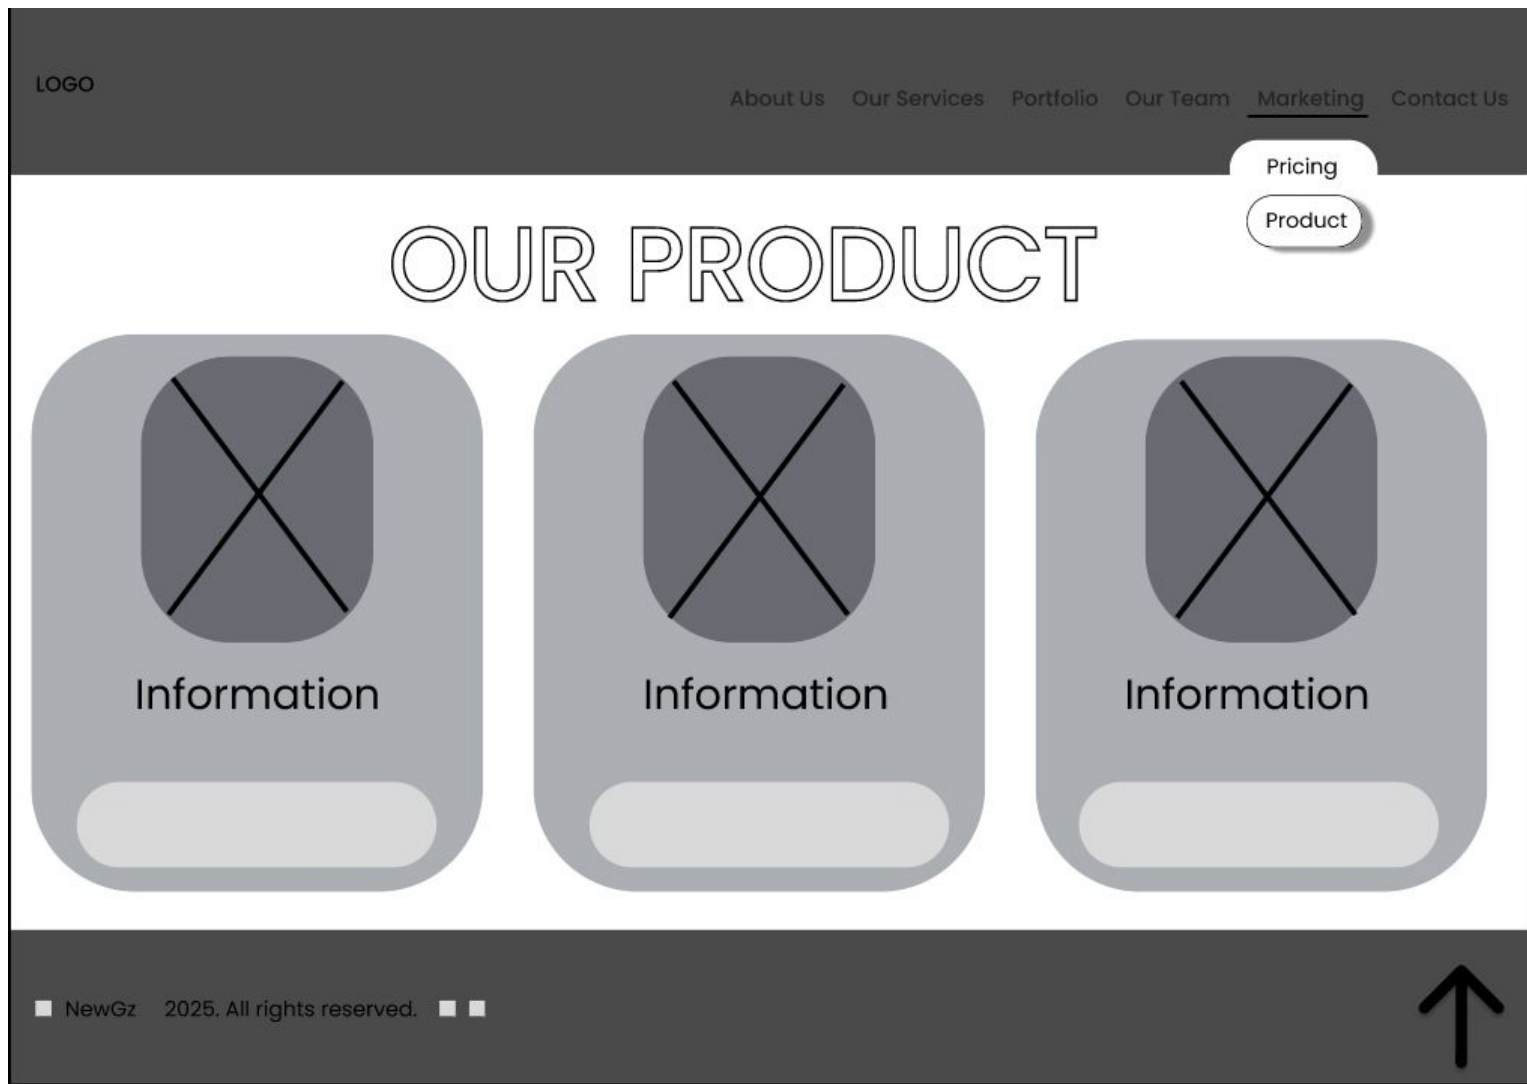 LOGO
About Us Our Services Portfolio Our Team Marketing Contact Us
Pricing
Product
OUR PRODUCT
Information Information Information
NewGz 2025. All rights reserved.